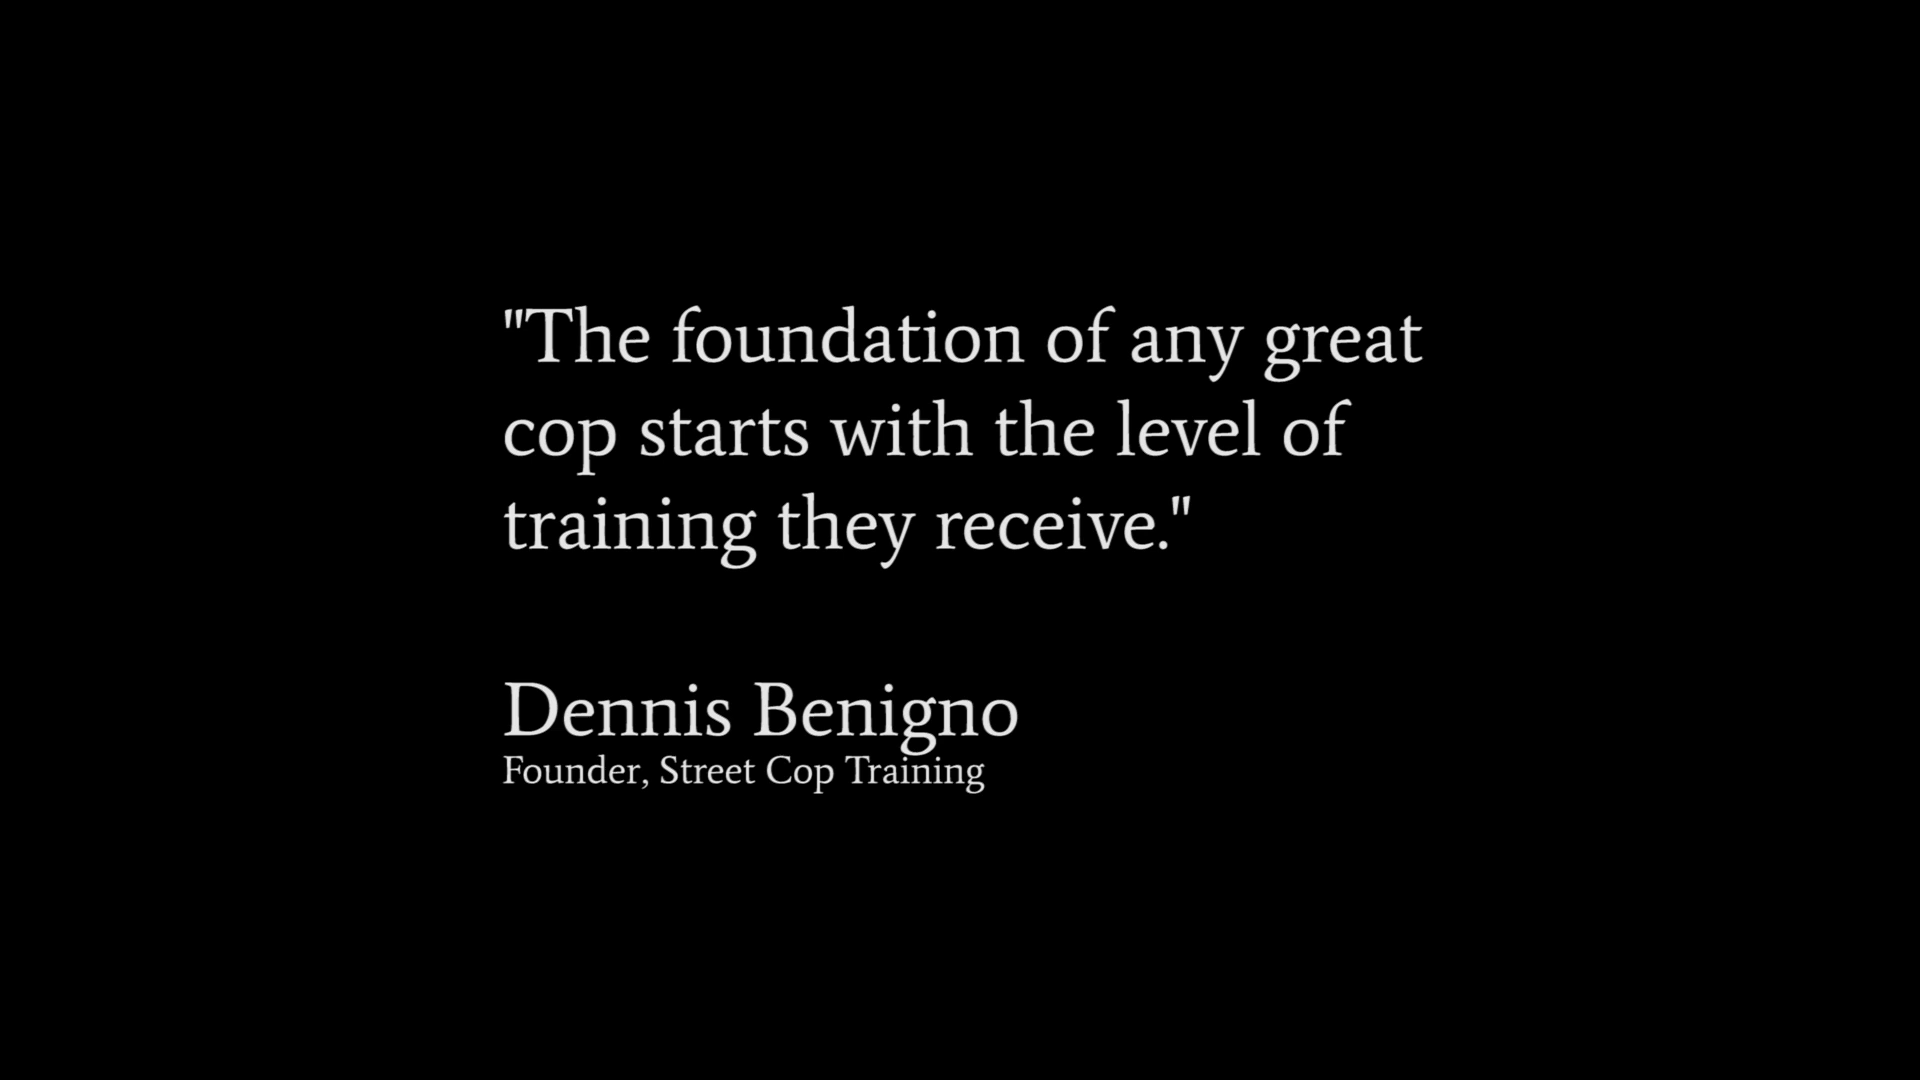 "The foundation of any great
cop starts with the level of
training they receive."
Dennis Benigno
Founder, Street Cop Training